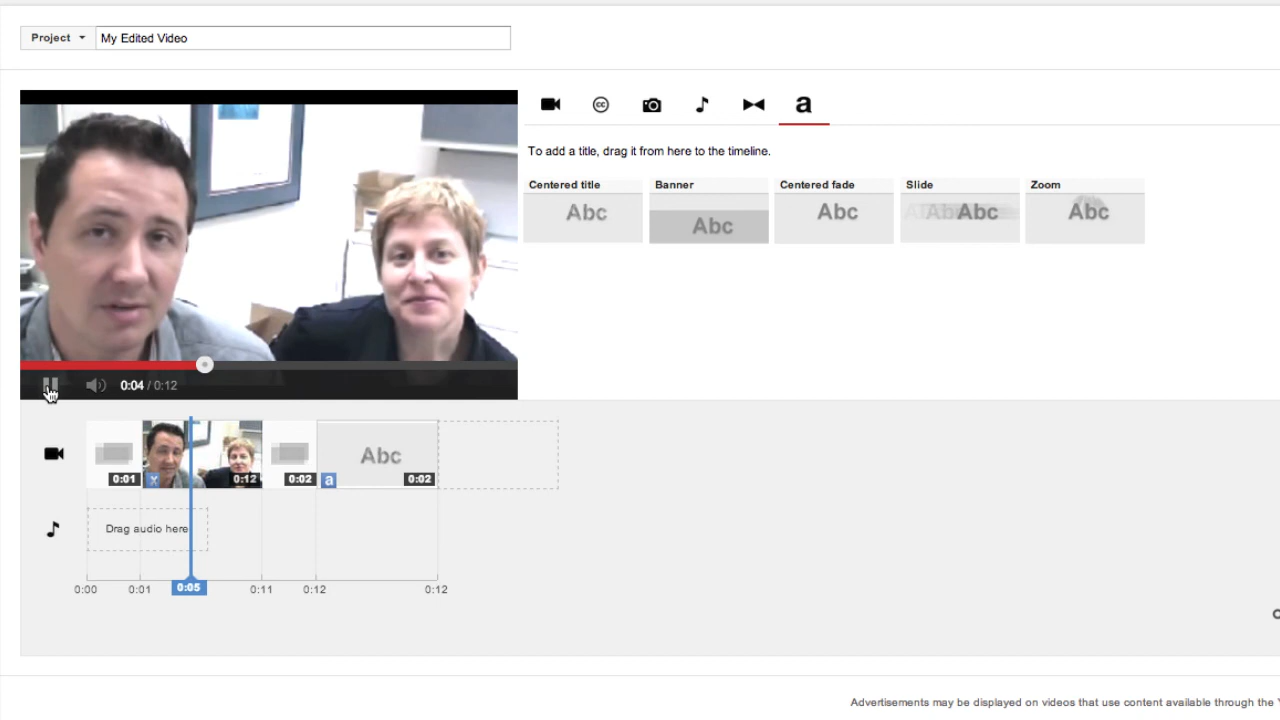 Project
My Edited Video
cc
a
To add a title, drag it from here to the timeline.
Centered title
Banner
Centered fade
Slide
Zoom
Abc
Abc
Abc
Abc
Abc
0:04 / 0:12
0:01
0:12
0:02
a
Abc
0:02
Drag audio here
0:00
0:01
0:05
0:11
0:12
0:12
Advertisements may be displayed on videos that use content available through the